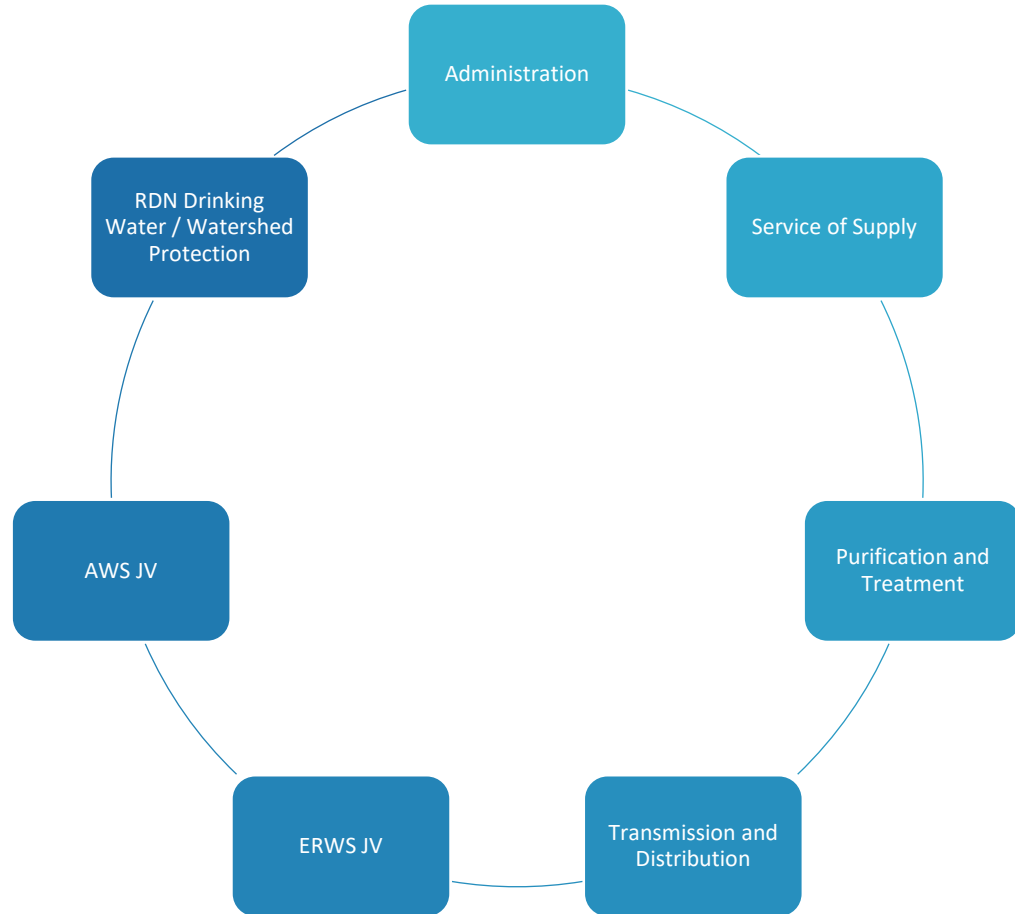 Administration
Service of Supply
Purification and
Treatment
Transmission and
Distribution
ERWS JV
AWS JV
RDN Drinking
Water / Watershed
Protection